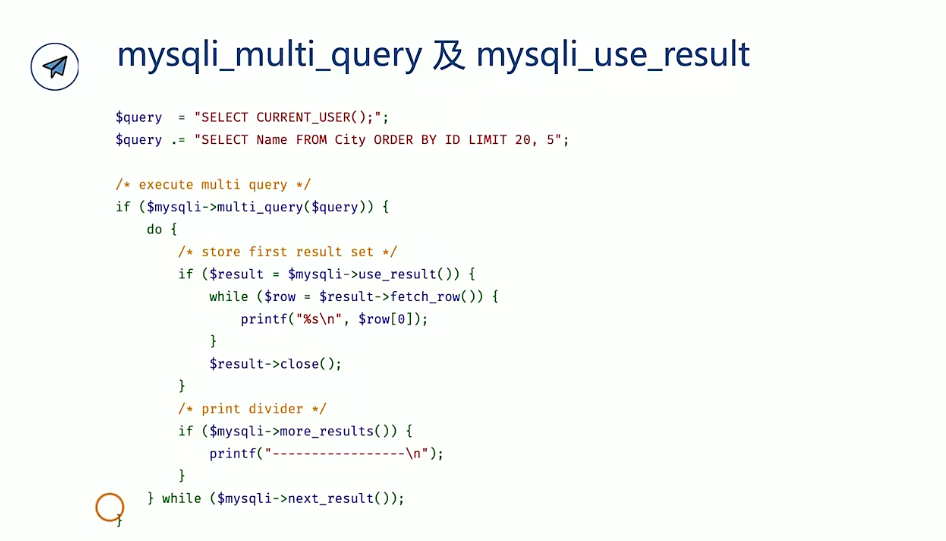 mysqli_multi_query 及 mysqli_use_result
$query  = "SELECT CURRENT_USER();";
$query .= "SELECT Name FROM City ORDER BY ID LIMIT 20, 5";
/* execute multi query */
if ($mysqli->multi_query($query)) {
    do {
        /* store first result set */
        if ($result = $mysqli->use_result()) {
            while ($row = $result->fetch_row()) {
                printf("%s\n", $row[0]);
            }
            $result->close();
        }
        /* print divider */
        if ($mysqli->more_results()) {
            printf("-----------------\n");
        }
    } while ($mysqli->next_result());
}